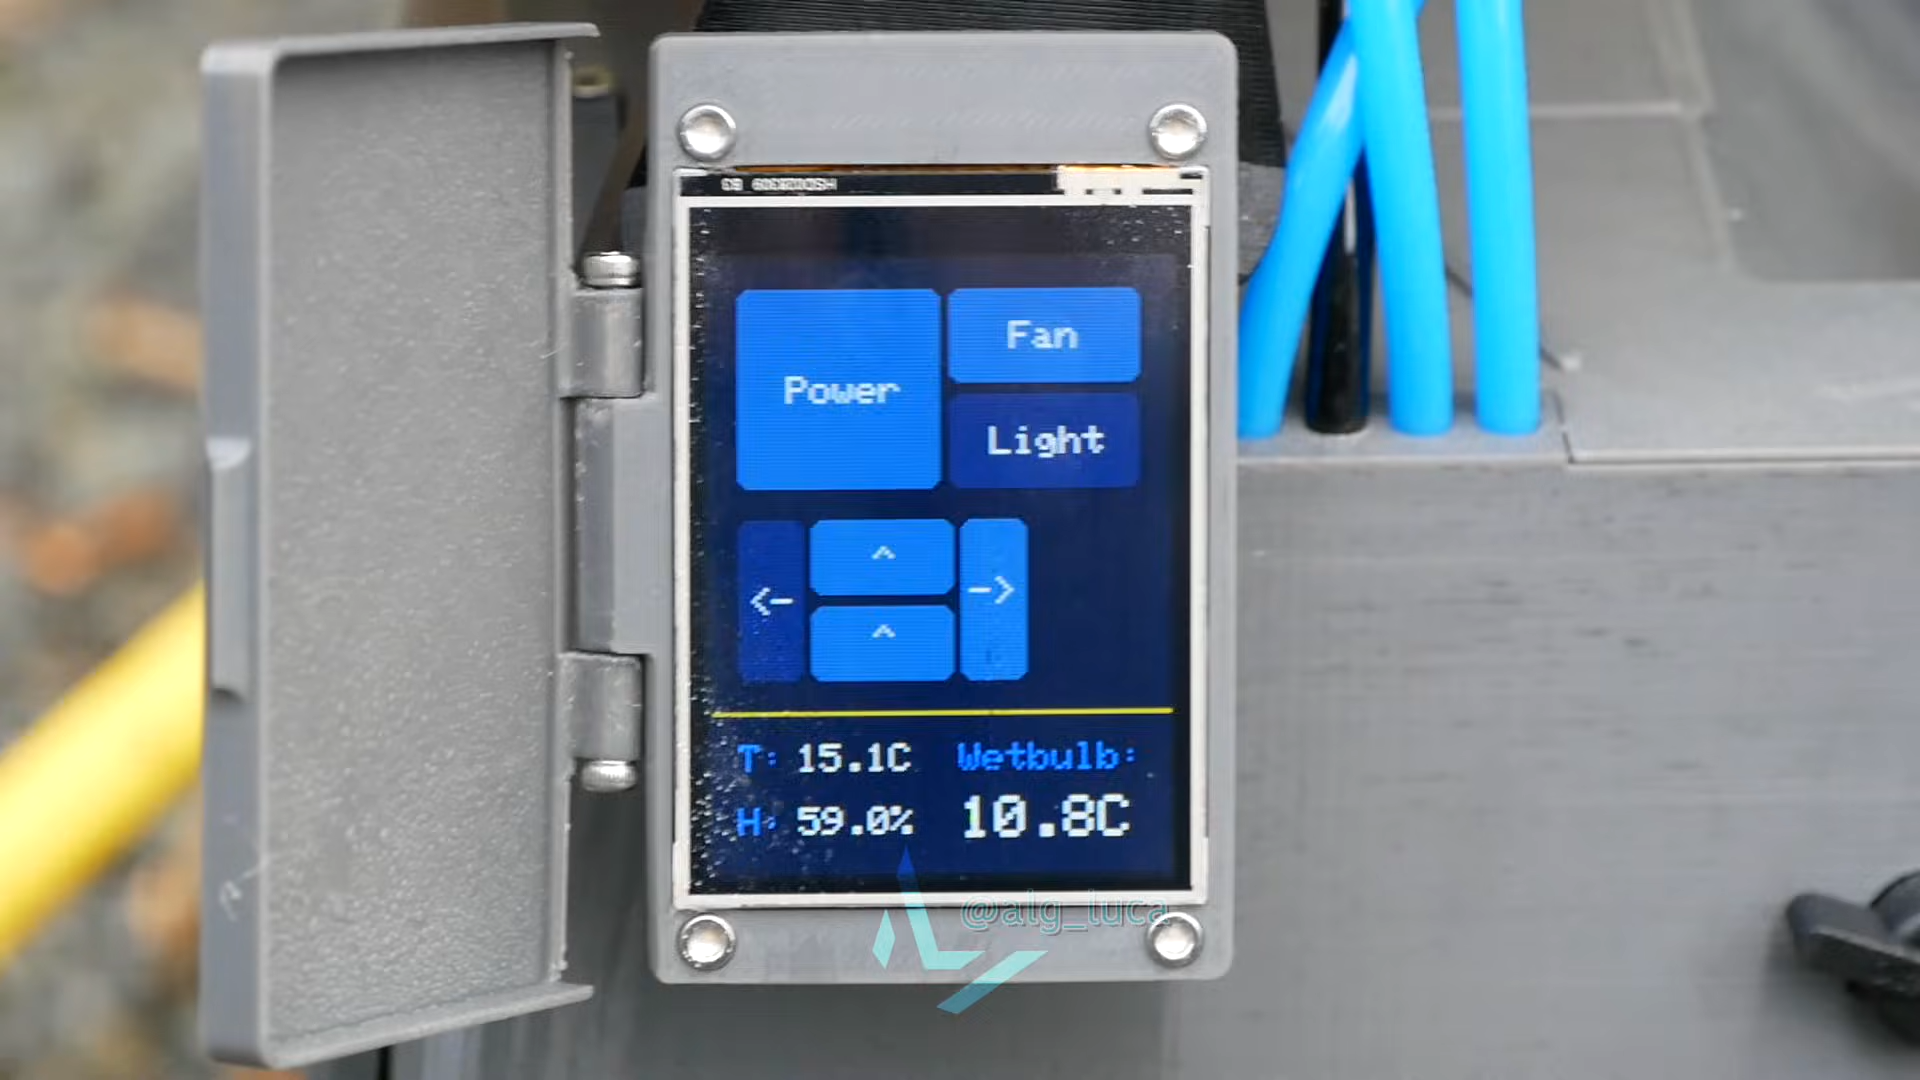 Power
Fan
Light
<-
^
->
^
T: 15.1C
Wetbulb:
H: 59.0%
10.8C
@alg_luca